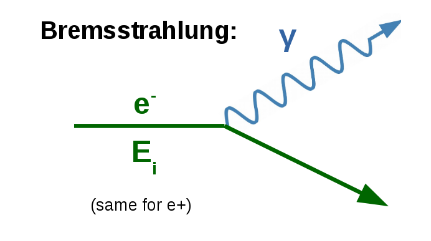 Bremsstrahlung:
γ
e⁻
Eᵢ
(same for e+)